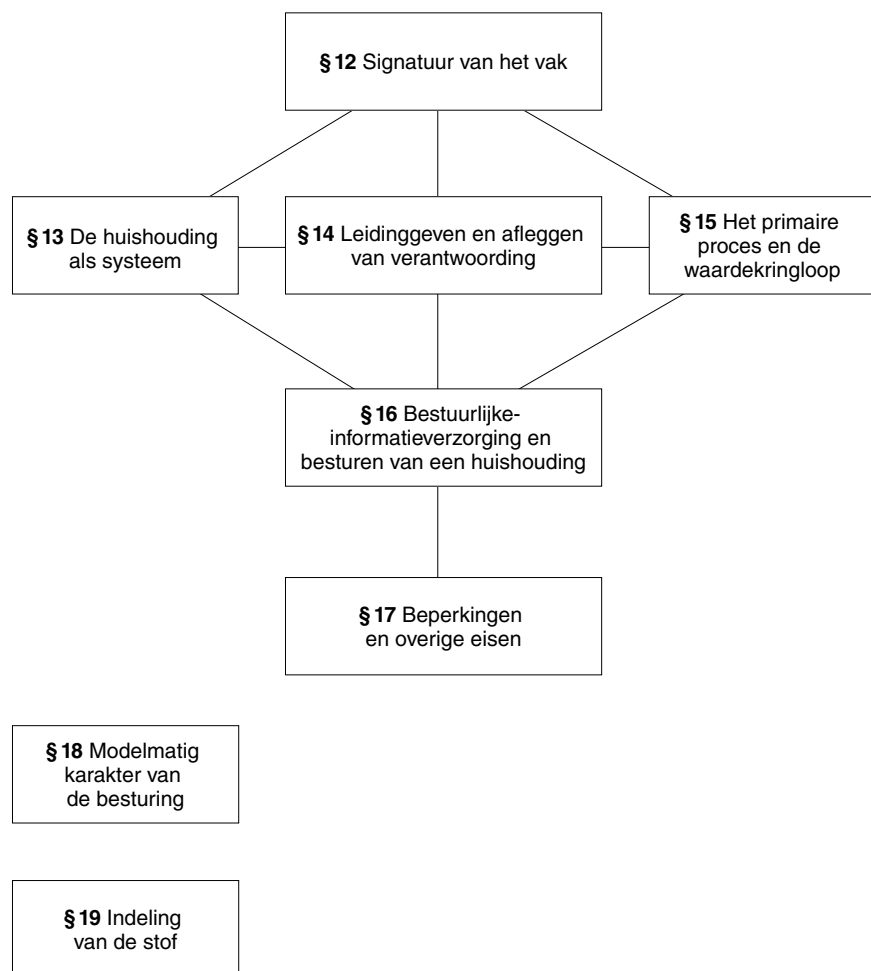 § 12 Signatuur van het vak
§ 13 De huishouding
als systeem
§ 14 Leidinggeven en afleggen
van verantwoording
§ 15 Het primaire
proces en de
waardekringloop
§ 16 Bestuurlijke-
informatieverzorging en
besturen van een huishouding
§ 17 Beperkingen
en overige eisen
§ 18 Modelmatig
karakter van
de besturing
§ 19 Indeling
van de stof